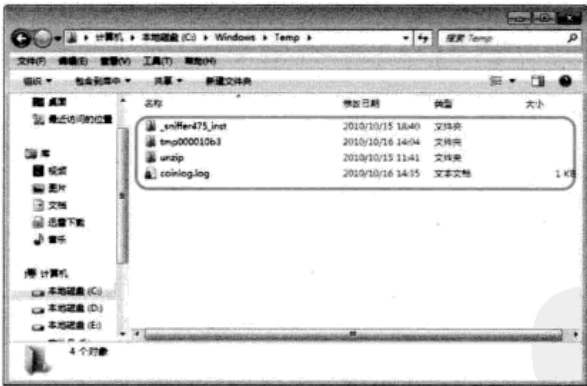 计算机 ▸ 本地磁盘 (C:) ▸ Windows ▸ Temp ▸
搜索 Temp
文件(F) 编辑(E) 查看(V) 工具(T) 帮助(H)
组织 包含到库中 共享 新建文件夹
桌面
最近访问的位置
库
视频
图片
文档
迅雷下载
音乐
计算机
本地磁盘 (C:)
本地磁盘 (D:)
本地磁盘 (E:)
名称 修改日期 类型 大小
_sniffer475_inst 2010/10/15 18:40 文件夹
tmp000010b3 2010/10/16 14:04 文件夹
unzip 2010/10/15 11:41 文件夹
coinlog.log 2010/10/16 14:35 文本文档 1 KB
4 个对象